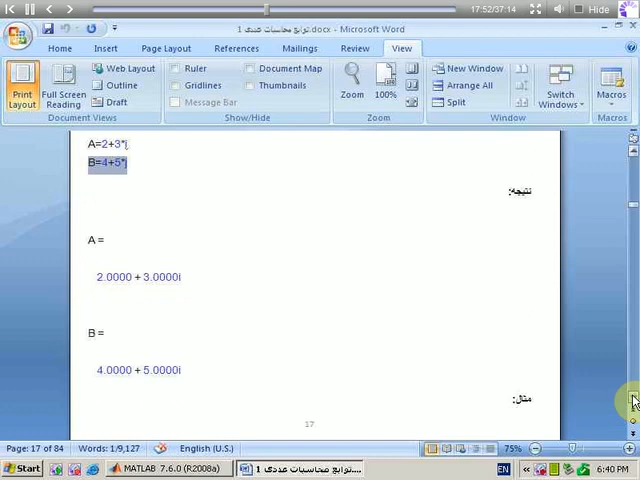 17:52/37:14
Hide
توابع محاسبات عددی 1.docx - Microsoft Word
Home Insert Page Layout References Mailings Review View
Print Layout
Full Screen Reading
Web Layout
Outline
Draft
Ruler
Gridlines
Message Bar
Document Map
Thumbnails
Zoom
100%
New Window
Arrange All
Split
Switch Windows
Macros
Document Views
Show/Hide
Zoom
Window
Macros
A=2+3*i
B=4+5*j
نتیجه:
A =
2.0000 + 3.0000i
B =
4.0000 + 5.0000i
مثال:
17
Page: 17 of 84 Words: 1/9,127 English (U.S.) 75%
Start MATLAB 7.6.0 (R2008a) توابع محاسبات عددی 1.... EN 6:40 PM